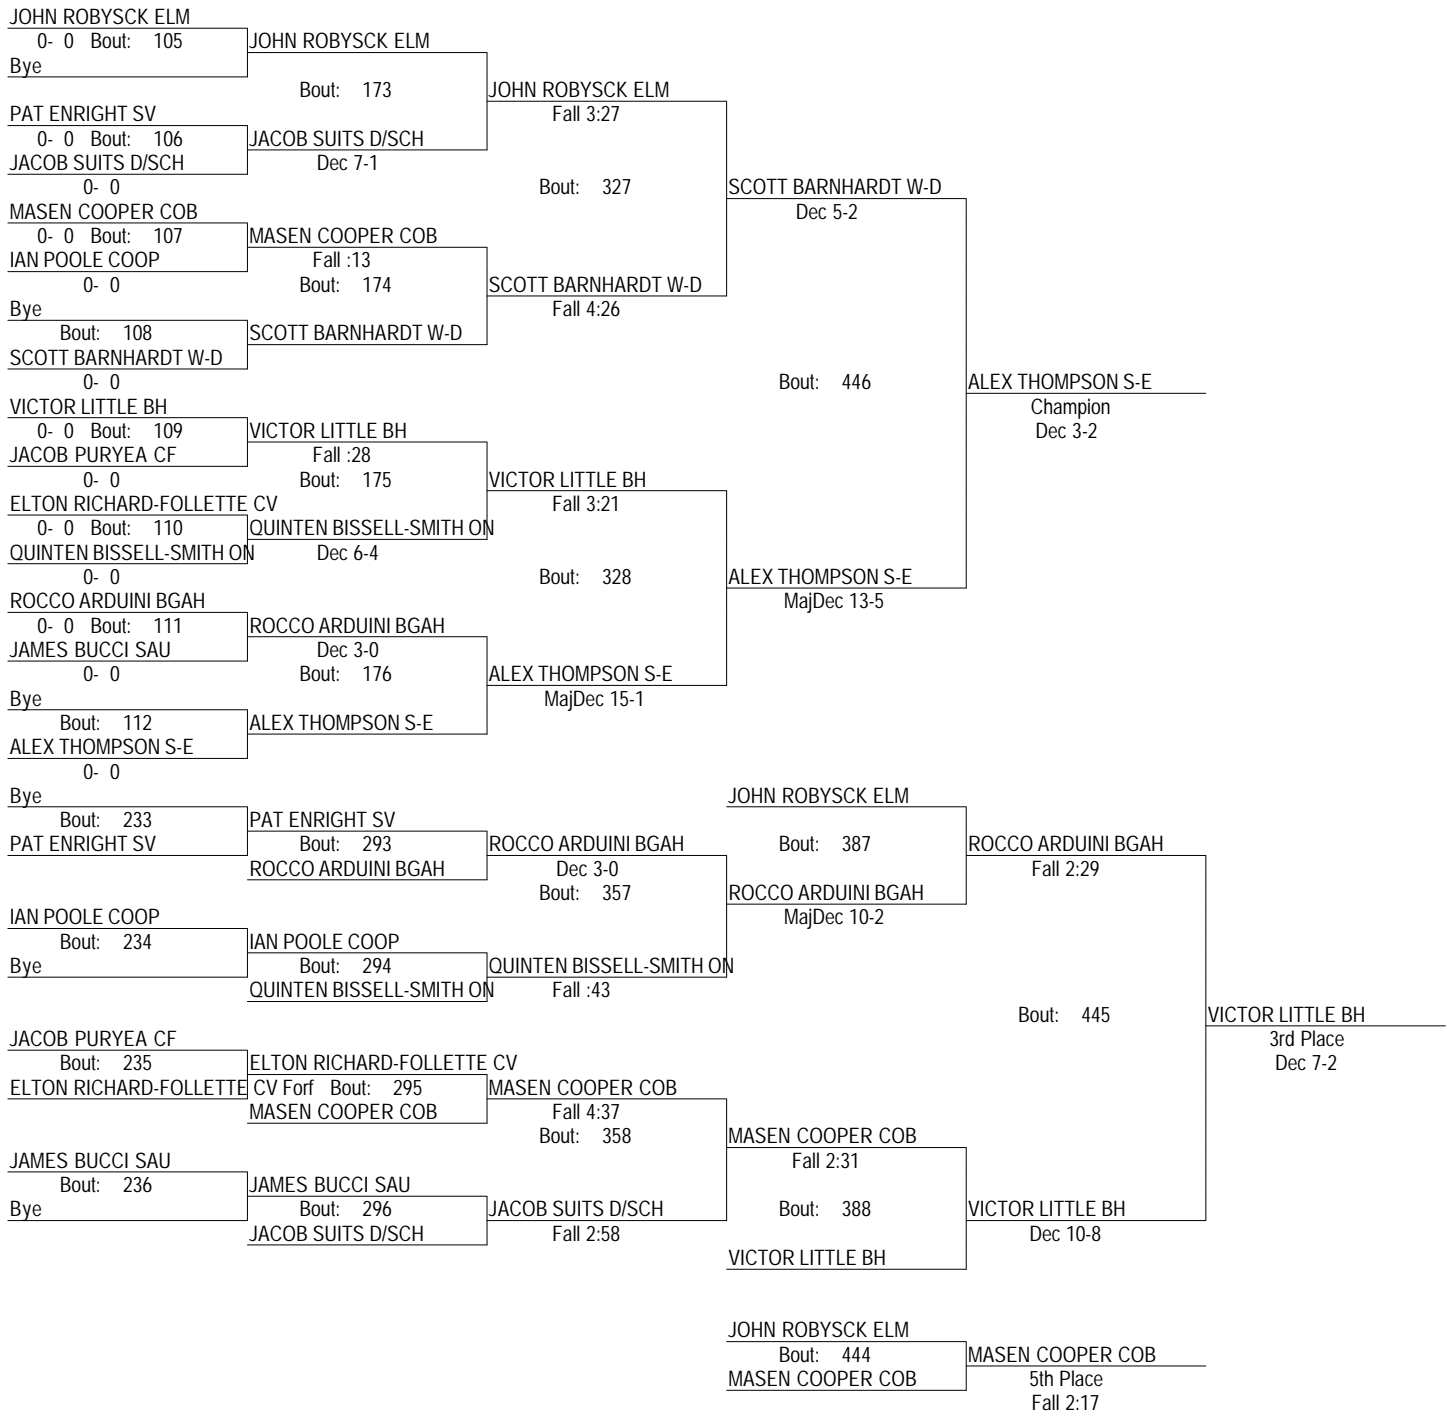 JOHN ROBYSCK ELM
0- 0 Bout: 105
JOHN ROBYSCK ELM
Bye
Bout: 173
JOHN ROBYSCK ELM
PAT ENRIGHT SV
Fall 3:27
0- 0 Bout: 106
JACOB SUITS D/SCH
JACOB SUITS D/SCH
Dec 7-1
0- 0
Bout: 327
SCOTT BARNHARDT W-D
MASEN COOPER COB
Dec 5-2
0- 0 Bout: 107
MASEN COOPER COB
IAN POOLE COOP
Fall :13
0- 0
Bout: 174
SCOTT BARNHARDT W-D
Bye
Fall 4:26
Bout: 108
SCOTT BARNHARDT W-D
SCOTT BARNHARDT W-D
0- 0
Bout: 446
ALEX THOMPSON S-E
VICTOR LITTLE BH
Champion
0- 0 Bout: 109
VICTOR LITTLE BH
Dec 3-2
JACOB PURYEA CF
Fall :28
0- 0
Bout: 175
VICTOR LITTLE BH
ELTON RICHARD-FOLLETTE CV
Fall 3:21
0- 0 Bout: 110
QUINTEN BISSELL-SMITH ON
QUINTEN BISSELL-SMITH ON
Dec 6-4
0- 0
Bout: 328
ALEX THOMPSON S-E
ROCCO ARDUINI BGAH
MajDec 13-5
0- 0 Bout: 111
ROCCO ARDUINI BGAH
JAMES BUCCI SAU
Dec 3-0
0- 0
Bout: 176
ALEX THOMPSON S-E
Bye
MajDec 15-1
Bout: 112
ALEX THOMPSON S-E
ALEX THOMPSON S-E
0- 0
Bye
JOHN ROBYSCK ELM
Bout: 233
PAT ENRIGHT SV
PAT ENRIGHT SV
Bout: 293
ROCCO ARDUINI BGAH
Bout: 387
ROCCO ARDUINI BGAH
ROCCO ARDUINI BGAH
Dec 3-0
Fall 2:29
Bout: 357
ROCCO ARDUINI BGAH
IAN POOLE COOP
MajDec 10-2
Bout: 234
IAN POOLE COOP
Bye
Bout: 294
QUINTEN BISSELL-SMITH ON
QUINTEN BISSELL-SMITH ON
Fall :43
Bout: 445
VICTOR LITTLE BH
JACOB PURYEA CF
3rd Place
Bout: 235
ELTON RICHARD-FOLLETTE CV
Dec 7-2
ELTON RICHARD-FOLLETTE CV Forf Bout: 295
MASEN COOPER COB
MASEN COOPER COB
Fall 4:37
Bout: 358
MASEN COOPER COB
JAMES BUCCI SAU
Fall 2:31
Bout: 236
JAMES BUCCI SAU
Bye
Bout: 296
JACOB SUITS D/SCH
Bout: 388
VICTOR LITTLE BH
JACOB SUITS D/SCH
Fall 2:58
Dec 10-8
VICTOR LITTLE BH
JOHN ROBYSCK ELM
Bout: 444
MASEN COOPER COB
MASEN COOPER COB
5th Place
Fall 2:17